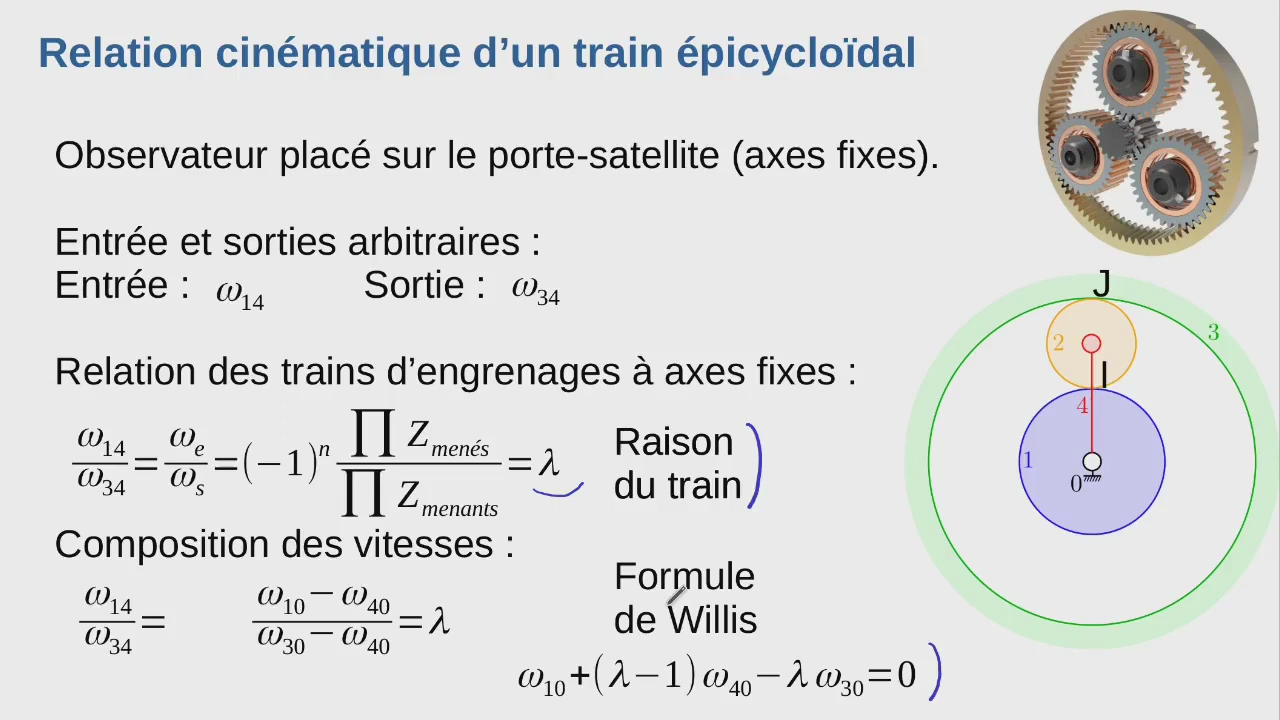 Relation cinématique d’un train épicycloïdal
Observateur placé sur le porte-satellite (axes fixes).
Entrée et sorties arbitraires :
Entrée : ω₁₄ Sortie : ω₃₄
Relation des trains d’engrenages à axes fixes :
ω₁₄/ω₃₄ = ωₑ/ωₛ = (−1)ⁿ ∏ Z_menés / ∏ Z_menants = λ
Raison
du train
Composition des vitesses :
ω₁₄/ω₃₄ = (ω₁₀ − ω₄₀)/(ω₃₀ − ω₄₀) = λ
Formule
de Willis
ω₁₀ + (λ − 1) ω₄₀ − λ ω₃₀ = 0
J
3
2
I
4
1
0